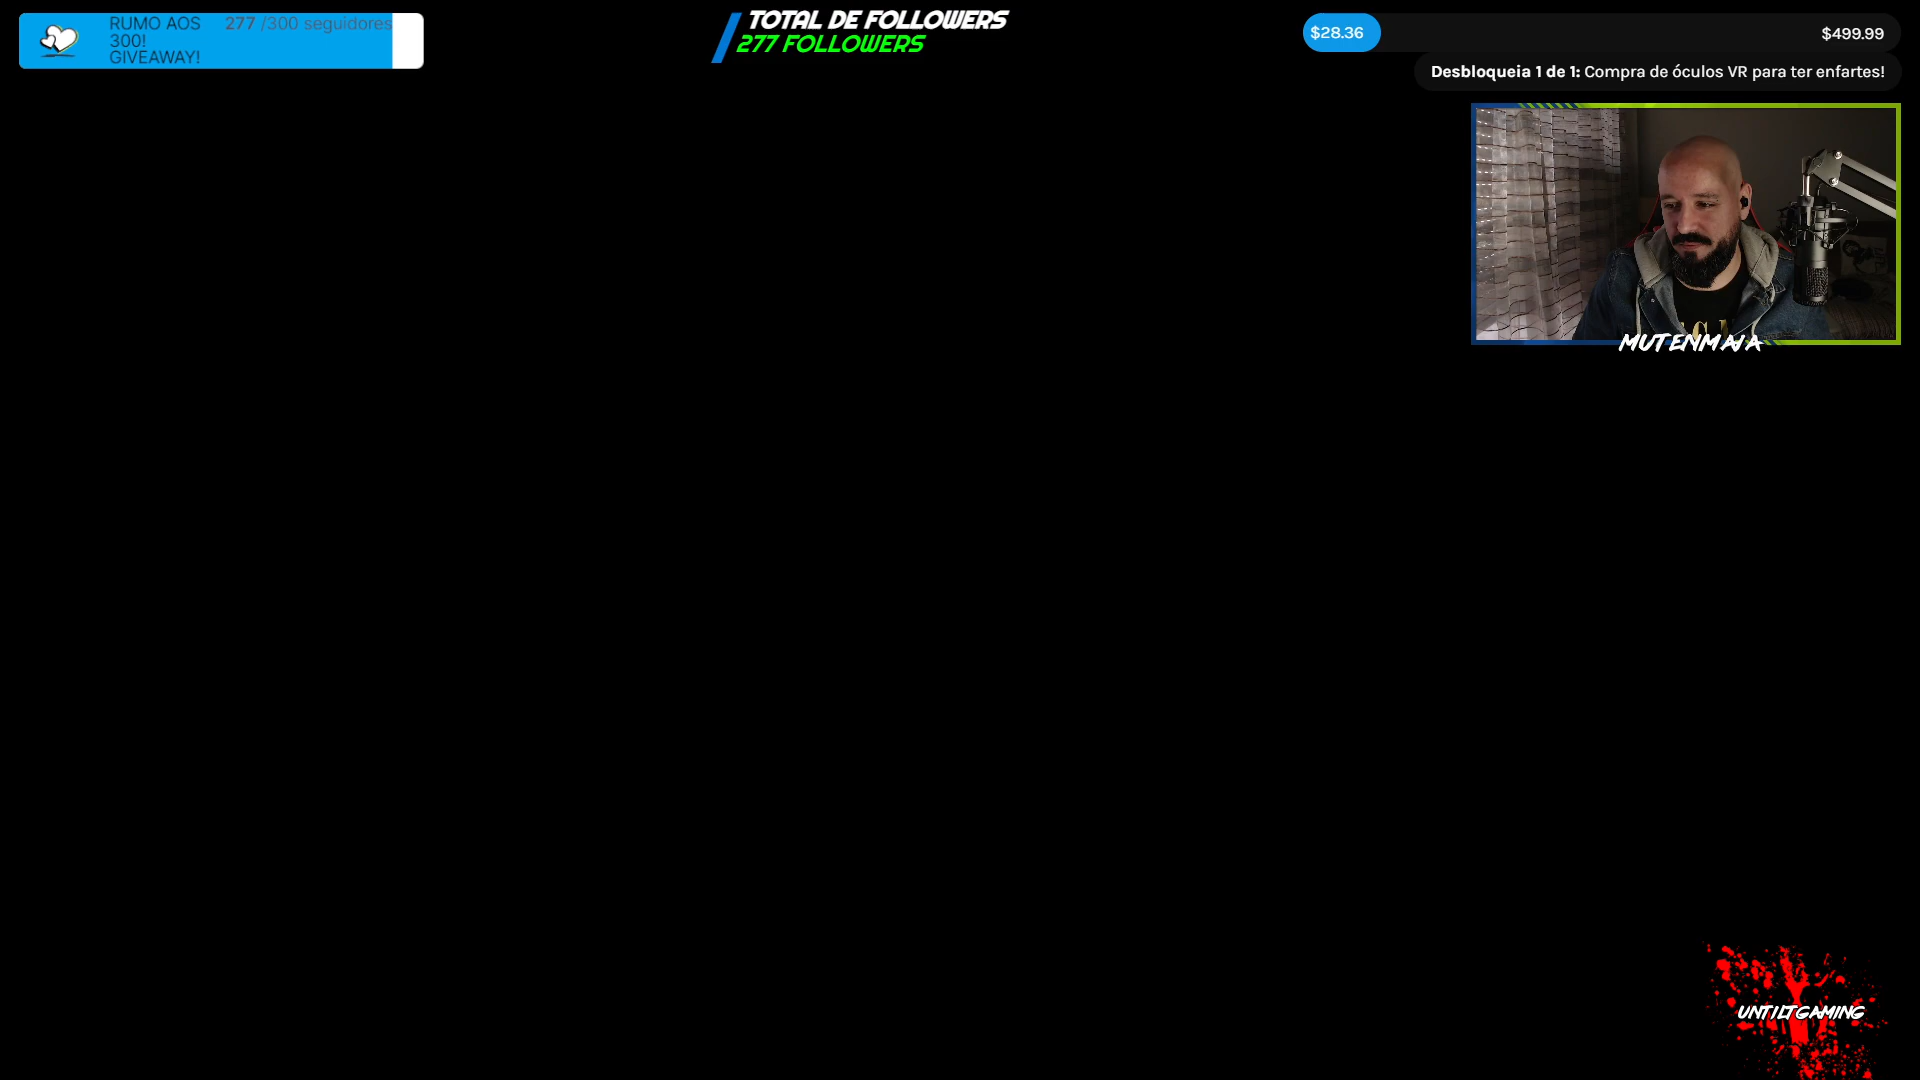 RUMO AOS 300! GIVEAWAY!
277 /300 seguidores
TOTAL DE FOLLOWERS
277 FOLLOWERS
$28.36
$499.99
Desbloqueia 1 de 1: Compra de óculos VR para ter enfartes!
MUTENMAIA
UNTILTGAMING